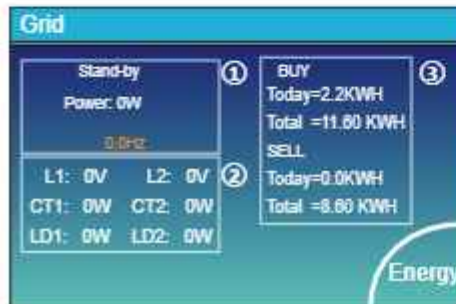 Grid
Stand-by
Power: 0W
0.0Hz
①
L1: 0V L2: 0V
CT1: 0W CT2: 0W
LD1: 0W LD2: 0W
②
BUY
Today=2.2KWH
Total =11.60 KWH
SELL
Today=0.0KWH
Total =8.60 KWH
③
Energy